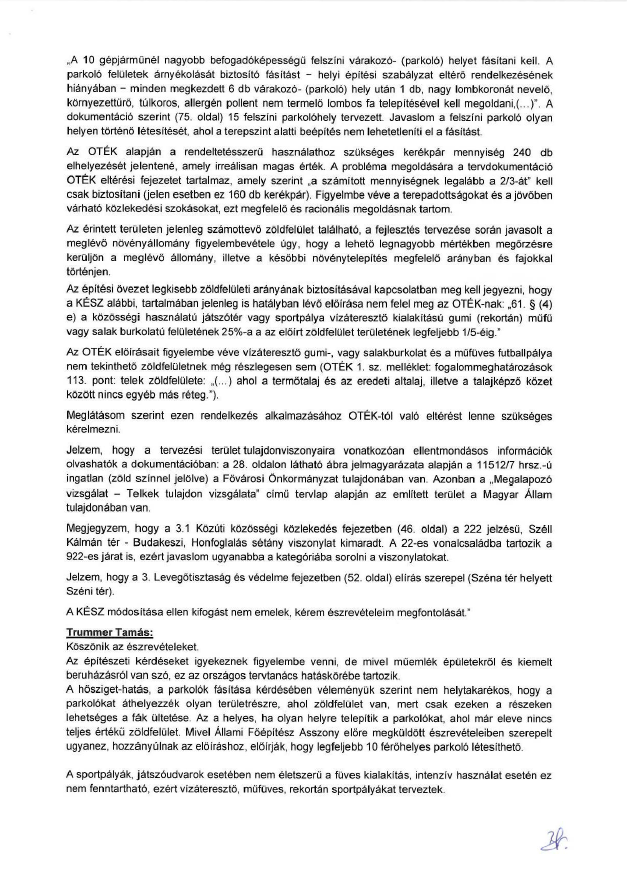 „A 10 gépjárműnél nagyobb befogadóképességű felszíni várakozó- (parkoló) helyet fásítani kell. A
parkoló felületek árnyékolását biztosító fásítást – helyi építési szabályzat eltérő rendelkezésének
hiányában – minden megkezdett 6 db várakozó- (parkoló) hely után 1 db, nagy lombkoronát nevelő,
környezettűrő, túlkoros, allergén pollent nem termelő lombos fa telepítésével kell megoldani,(...)”. A
dokumentáció szerint (75. oldal) 15 felszíni parkolóhely tervezett. Javaslom a felszíni parkoló olyan
helyen történő létesítését, ahol a terepszint alatti beépítés nem lehetetleníti el a fásítást.
Az OTÉK alapján a rendeltetésszerű használathoz szükséges kerékpár mennyiség 240 db
elhelyezését jelentené, amely irreálisan magas érték. A probléma megoldására a tervdokumentáció
OTÉK eltérési fejezetet tartalmaz, amely szerint „a számított mennyiségnek legalább a 2/3-át” kell
csak biztosítani (jelen esetben ez 160 db kerékpár). Figyelmbe véve a terepadottságokat és a jövőben
várható közlekedési szokásokat, ezt megfelelő és racionális megoldásnak tartom.
Az érintett területen jelenleg számottevő zöldfelület található, a fejlesztés tervezése során javasolt a
meglévő növényállomány figyelembevétele úgy, hogy a lehető legnagyobb mértékben megőrzésre
kerüljön a meglévő állomány, illetve a későbbi növénytelepítés megfelelő arányban és fajokkal
történjen.
Az építési övezet legkisebb zöldfelületi arányának biztosításával kapcsolatban meg kell jegyezni, hogy
a KÉSZ alábbi, tartalmában jelenleg is hatályban lévő előírása nem felel meg az OTÉK-nak: „61. § (4)
e) a közösségi használatú játszótér vagy sportpálya vízáteresztő kialakítású gumi (rekortán) műfű
vagy salak burkolatú felületének 25%-a a az előírt zöldfelület területének legfeljebb 1/5-éig.”
Az OTÉK előírásait figyelembe véve vízáteresztő gumi-, vagy salakburkolat és a műfüves futballpálya
nem tekinthető zöldfelületnek még részlegesen sem (OTÉK 1. sz. melléklet: fogalommeghatározások
113. pont: telek zöldfelülete: „(...) ahol a termőtalaj és az eredeti altalaj, illetve a talajképző kőzet
között nincs egyéb más réteg.”).
Meglátásom szerint ezen rendelkezés alkalmazásához OTÉK-tól való eltérést lenne szükséges
kérelmezni.
Jelzem, hogy a tervezési terület tulajdonviszonyaira vonatkozóan ellentmondásos információk
olvashatók a dokumentációban: a 28. oldalon látható ábra jelmagyarázata alapján a 11512/7 hrsz.-ú
ingatlan (zöld színnel jelölve) a Fővárosi Önkormányzat tulajdonában van. Azonban a „Megalapozó
vizsgálat – Telkek tulajdon vizsgálata” című tervlap alapján az említett terület a Magyar Állam
tulajdonában van.
Megjegyzem, hogy a 3.1 Közúti közösségi közlekedés fejezetben (46. oldal) a 222 jelzésű, Széll
Kálmán tér - Budakeszi, Honfoglalás sétány viszonylat kimaradt. A 22-es vonalcsaládba tartozik a
922-es járat is, ezért javaslom ugyanabba a kategóriába sorolni a viszonylatokat.
Jelzem, hogy a 3. Levegőtisztaság és védelme fejezetben (52. oldal) elírás szerepel (Széna tér helyett
Széni tér).
A KÉSZ módosítása ellen kifogást nem emelek, kérem észrevételeim megfontolását.”
Trummer Tamás:
Köszönik az észrevételeket.
Az építészeti kérdéseket igyekeznek figyelembe venni, de mivel műemlék épületekről és kiemelt
beruházásról van szó, ez az országos tervtanács hatáskörébe tartozik.
A hősziget-hatás, a parkolók fásítása kérdésében véleményük szerint nem helytakarékos, hogy a
parkolókat áthelyezzék olyan területrészre, ahol zöldfelület van, mert csak ezeken a részeken
lehetséges a fák ültetése. Az a helyes, ha olyan helyre telepítik a parkolókat, ahol már eleve nincs
teljes értékű zöldfelület. Mivel Állami Főépítész Asszony előre megküldött észrevételeiben szerepelt
ugyanez, hozzányúlnak az előíráshoz, előírják, hogy legfeljebb 10 férőhelyes parkoló létesíthető.
A sportpályák, játszóudvarok esetében nem életszerű a füves kialakítás, intenzív használat esetén ez
nem fenntartható, ezért vízáteresztő, műfüves, rekortán sportpályákat terveztek.